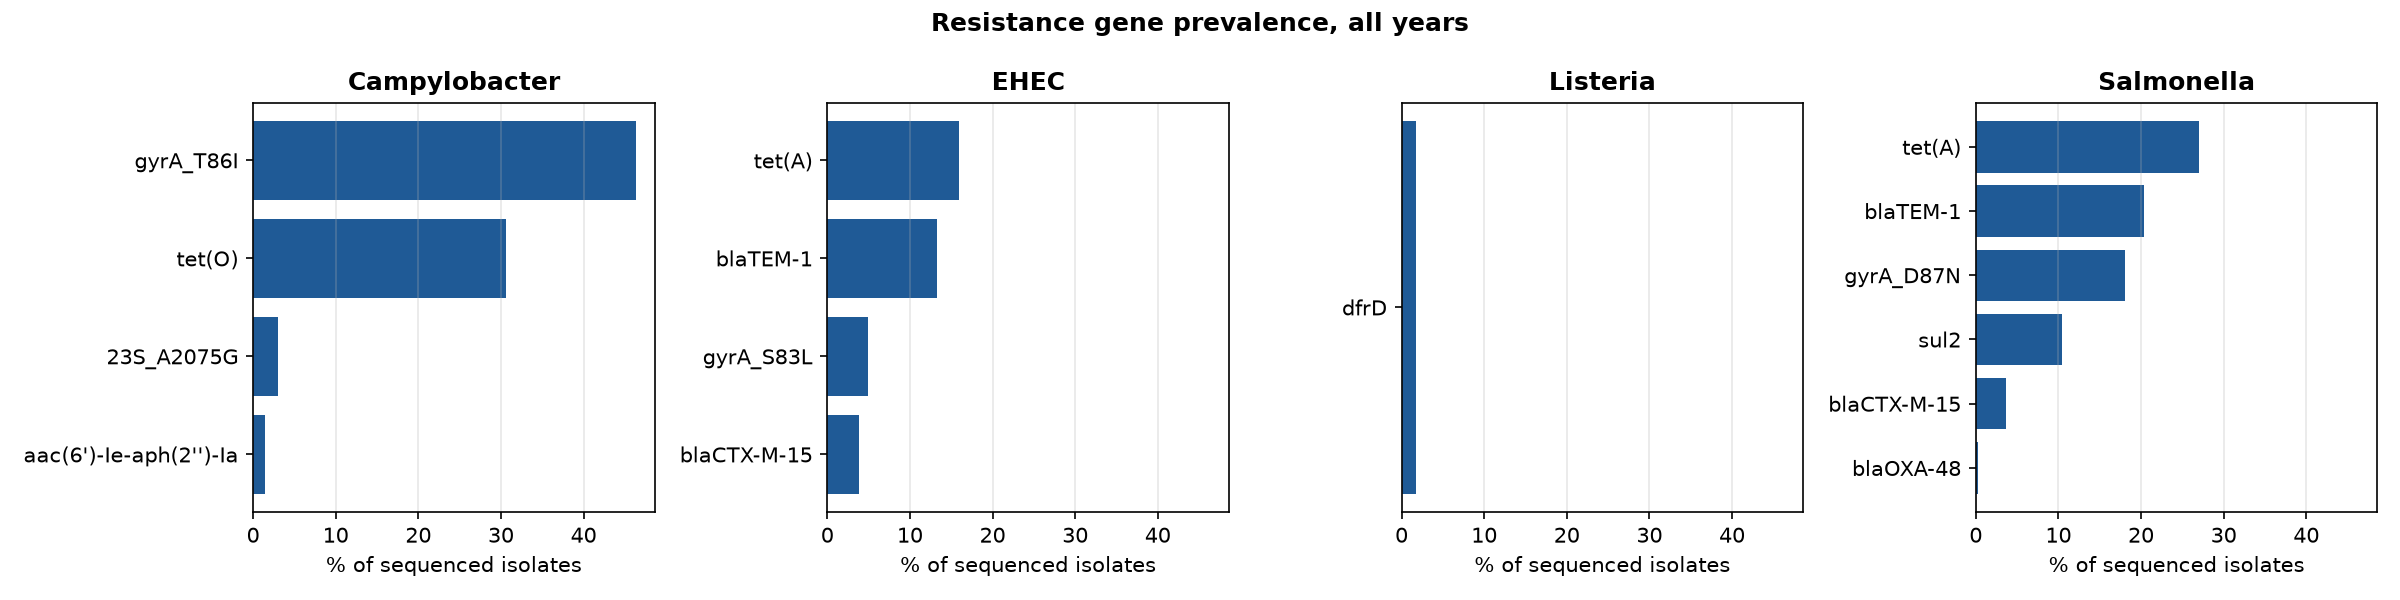 Resistance gene prevalence, all years
Campylobacter
gyrA_T86I
tet(O)
23S_A2075G
aac(6')-Ie-aph(2'')-Ia
0 10 20 30 40
% of sequenced isolates
EHEC
tet(A)
blaTEM-1
gyrA_S83L
blaCTX-M-15
0 10 20 30 40
% of sequenced isolates
Listeria
dfrD
0 10 20 30 40
% of sequenced isolates
Salmonella
tet(A)
blaTEM-1
gyrA_D87N
sul2
blaCTX-M-15
blaOXA-48
0 10 20 30 40
% of sequenced isolates